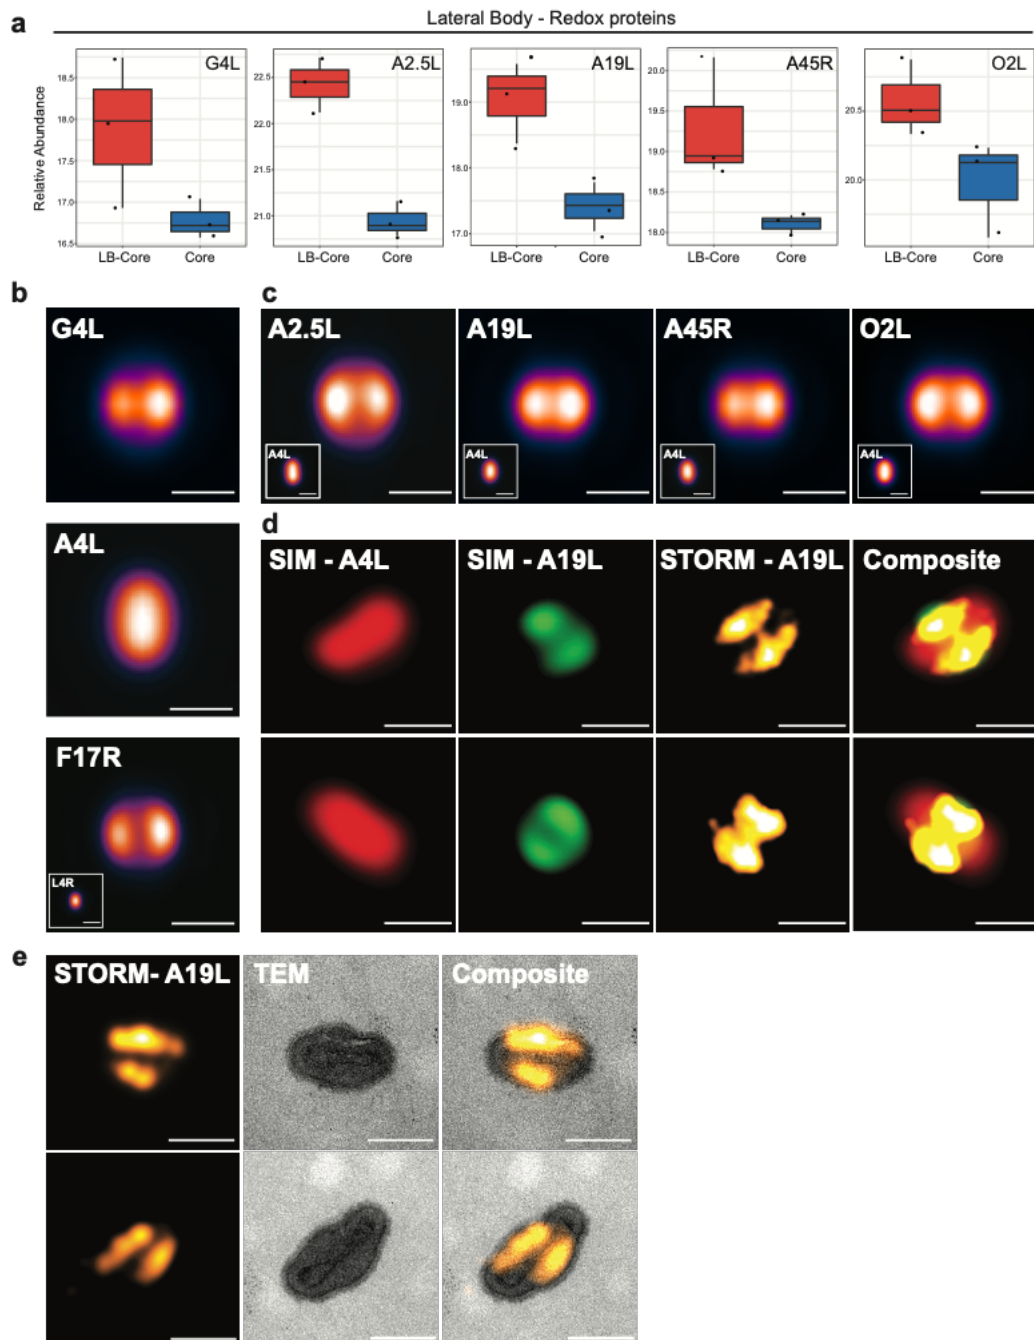 a
Lateral Body - Redox proteins
Relative Abundance
G4L
18.5
18.0
17.5
17.0
16.5
LB-Core Core
A2.5L
22.5
22.0
21.5
21.0
LB-Core Core
A19L
19.0
18.0
17.0
LB-Core Core
A45R
20.0
19.5
19.0
18.5
18.0
LB-Core Core
O2L
20.5
20.0
LB-Core Core
b
G4L
A4L
F17R
L4R
c
A2.5L
A4L
A19L
A4L
A45R
A4L
O2L
A4L
d
SIM - A4L
SIM - A19L
STORM - A19L
Composite
e
STORM- A19L
TEM
Composite